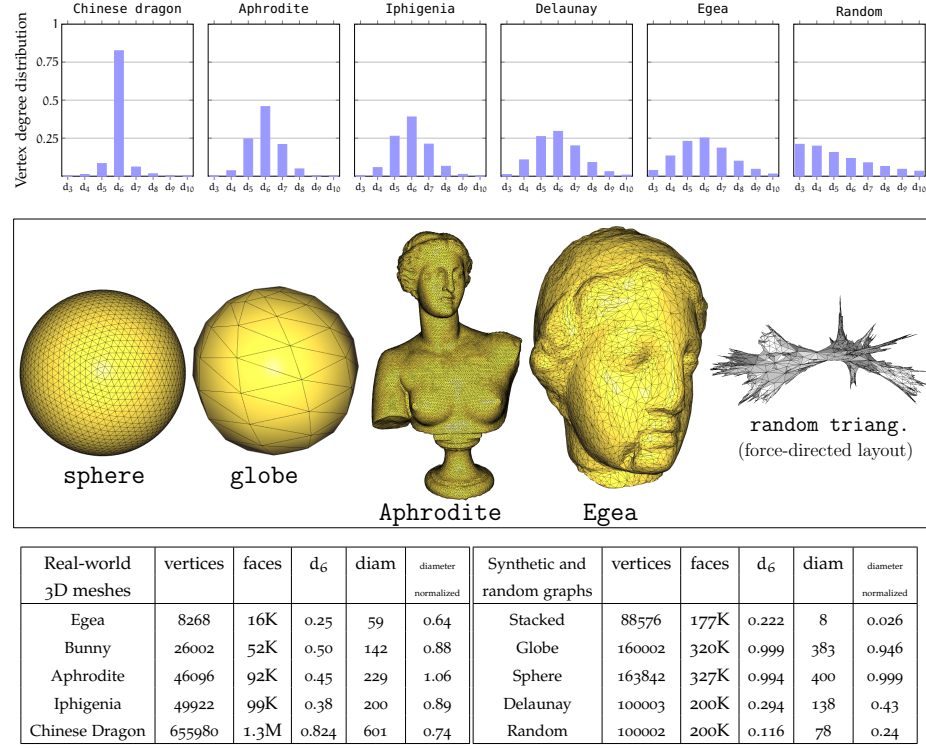 Chinese dragon Aphrodite Iphigenia Delaunay Egea Random
Vertex degree distribution
1
0.75
0.5
0.25
d3 d4 d5 d6 d7 d8 d9 d10 d3 d4 d5 d6 d7 d8 d9 d10 d3 d4 d5 d6 d7 d8 d9 d10 d3 d4 d5 d6 d7 d8 d9 d10 d3 d4 d5 d6 d7 d8 d9 d10 d3 d4 d5 d6 d7 d8 d9 d10
random triang.
(force-directed layout)
sphere globe
Aphrodite Egea
Real-world vertices faces d6 diam diameter Synthetic and vertices faces d6 diam diameter
3D meshes normalized random graphs normalized
Egea 8268 16K 0.25 59 0.64 Stacked 88576 177K 0.222 8 0.026
Bunny 26002 52K 0.50 142 0.88 Globe 160002 320K 0.999 383 0.946
Aphrodite 46096 92K 0.45 229 1.06 Sphere 163842 327K 0.994 400 0.999
Iphigenia 49922 99K 0.38 200 0.89 Delaunay 100003 200K 0.294 138 0.43
Chinese Dragon 655980 1.3M 0.824 601 0.74 Random 100002 200K 0.116 78 0.24